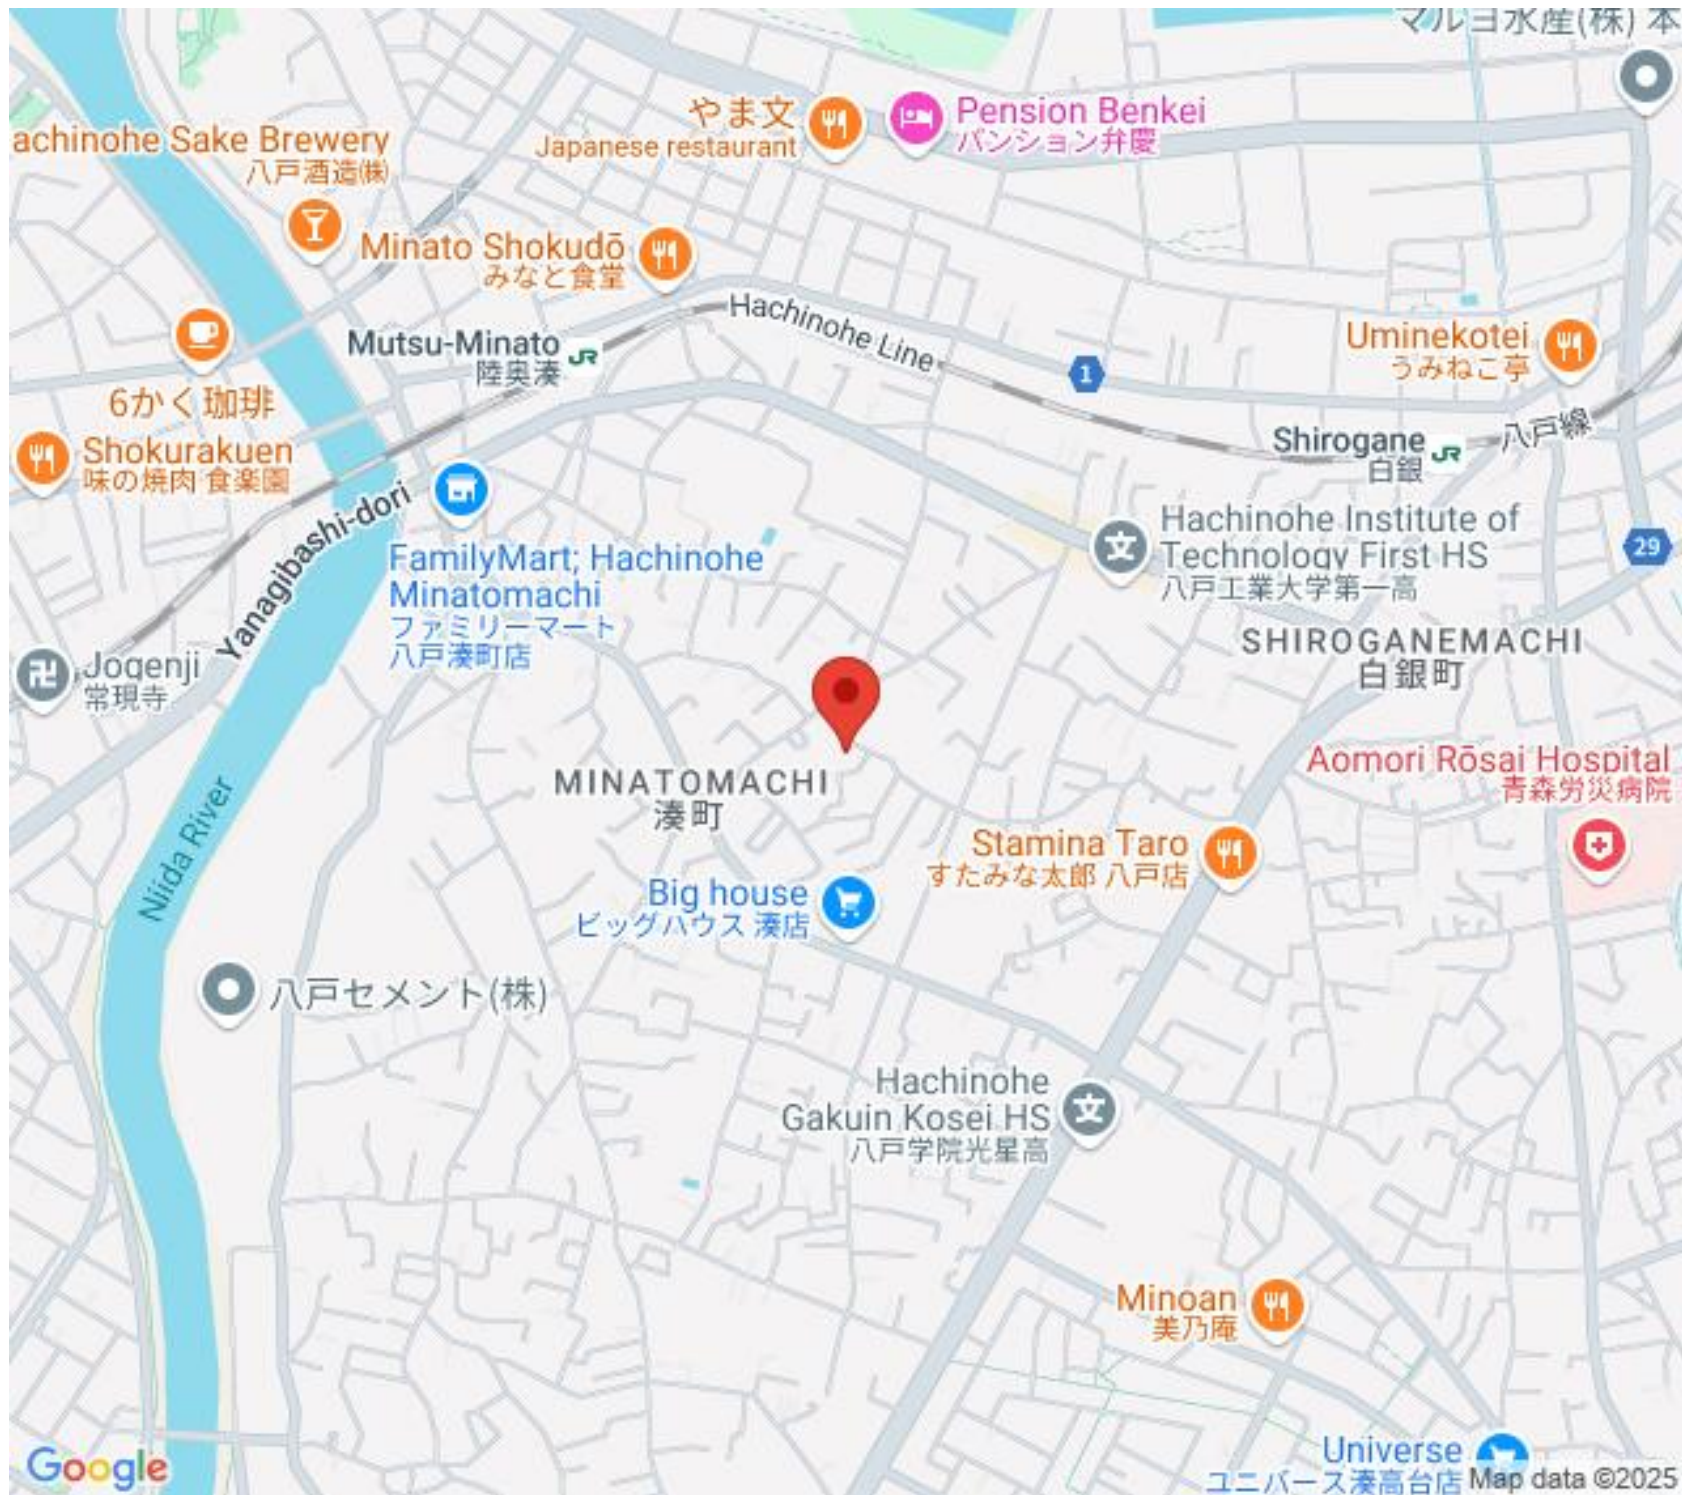 マルヨ水産(株) 本
やま文
Japanese restaurant
Pension Benkei
パンション弁慶
achinohe Sake Brewery
八戸酒造㈱
Minato Shokudō
みなと食堂
Hachinohe Line
Mutsu-Minato
陸奥湊
JR
1
Uminekotei
うみねこ亭
6かく珈琲
Shokurakuen
味の焼肉 食楽園
Shirogane
白銀
JR
八戸線
Yanagibashi-dori
Hachinohe Institute of
Technology First HS
八戸工業大学第一高
29
FamilyMart; Hachinohe
Minatomachi
ファミリーマート
八戸湊町店
Jogenji
常現寺
SHIROGANEMACHI
白銀町
Aomori Rōsai Hospital
青森労災病院
MINATOMACHI
湊町
Niida River
Stamina Taro
すたみな太郎 八戸店
Big house
ビッグハウス 湊店
八戸セメント(株)
Hachinohe
Gakuin Kosei HS
八戸学院光星高
Minoan
美乃庵
Universe
ユニバース湊高台店
Google
Map data ©2025